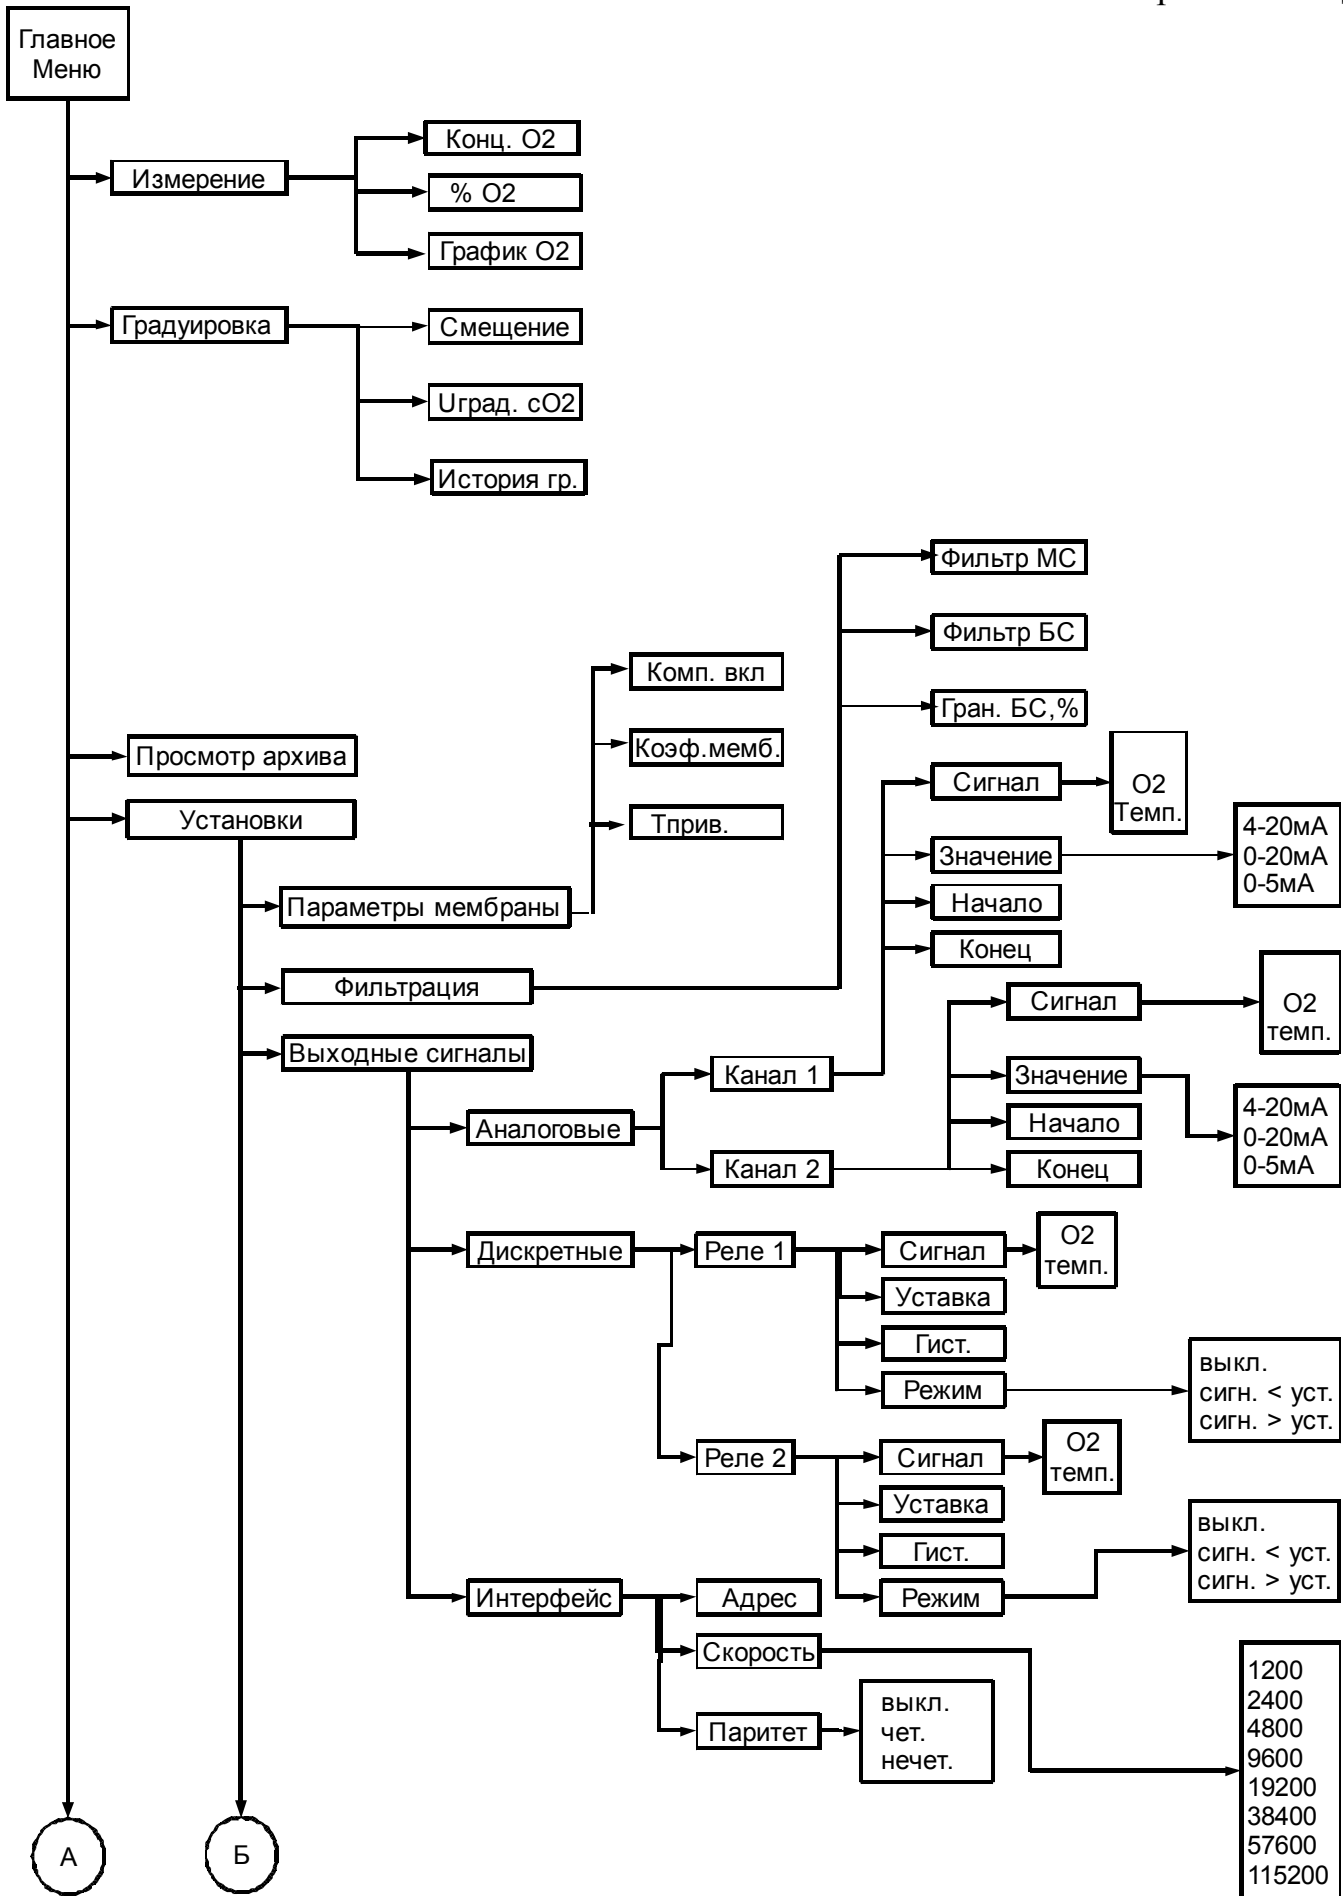 Главное
Меню
Измерение
Конц. О2
% О2
График О2
Градуировка
Смещение
Uград. сО2
История гр.
Фильтр МС
Фильтр БС
Гран. БС,%
Комп. вкл
Коэф.мемб.
Тприв.
Просмотр архива
Установки
Сигнал
О2
Темп.
Значение
4-20мА
0-20мА
0-5мА
Начало
Конец
Параметры мембраны
Фильтрация
Сигнал
О2
темп.
Выходные сигналы
Канал 1
Значение
Аналоговые
Начало
4-20мА
0-20мА
0-5мА
Канал 2
Конец
Дискретные
Реле 1
Сигнал
О2
темп.
Уставка
Гист.
Режим
выкл.
сигн. < уст.
сигн. > уст.
Реле 2
Сигнал
О2
темп.
Уставка
Гист.
Режим
выкл.
сигн. < уст.
сигн. > уст.
Интерфейс
Адрес
Скорость
Паритет
выкл.
чет.
нечет.
1200
2400
4800
9600
19200
38400
57600
115200
А
Б